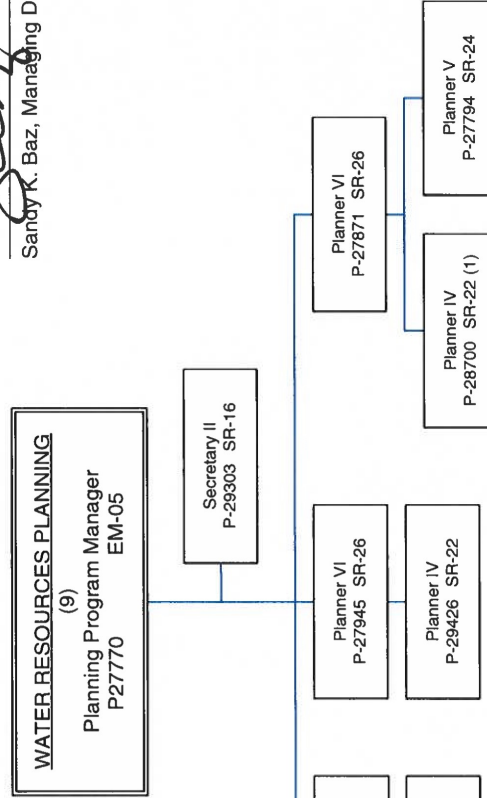 Sandy K. Baz, Managing D
WATER RESOURCES PLANNING
(9)
Planning Program Manager
P27770 EM-05
Secretary II
P-29303 SR-16
Planner VI
P-27945 SR-26
Planner IV
P-29426 SR-22
Planner VI
P-27871 SR-26
Planner IV
P-28700 SR-22 (1)
Planner V
P-27794 SR-24